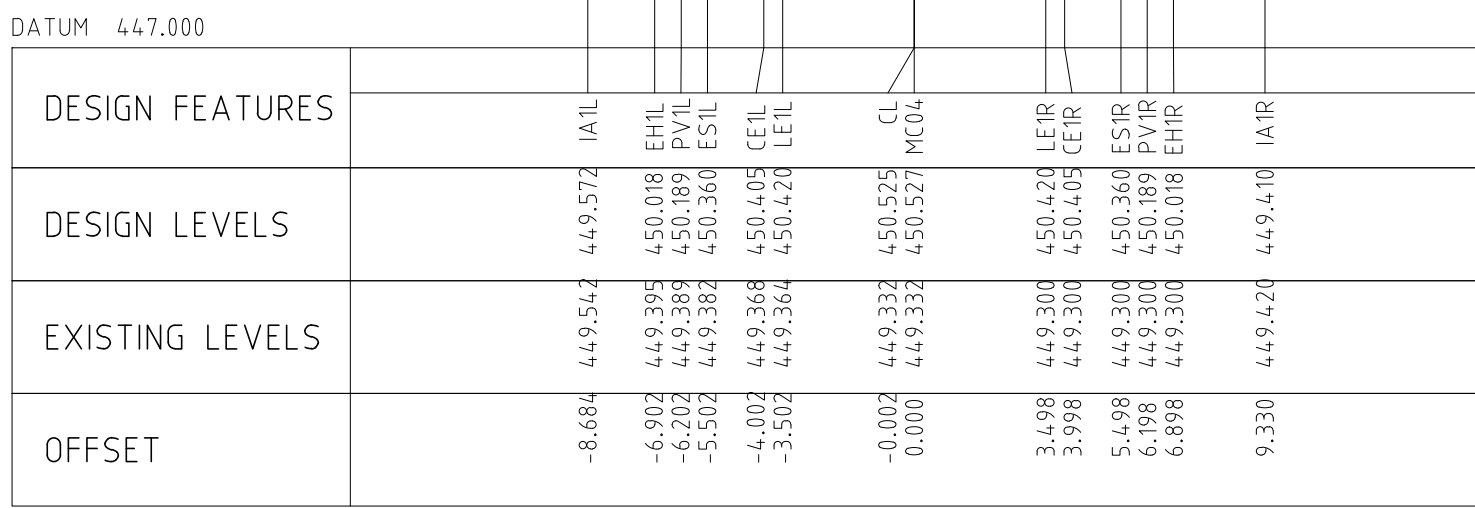 DATUM 447.000
DESIGN FEATURES IA1L EH1L PV1L ES1L CE1L LE1L CL MC04 LE1R CE1R ES1R PV1R EH1R IA1R
DESIGN LEVELS 449.572 450.018 450.189 450.360 450.405 450.420 450.525 450.527 450.420 450.405 450.360 450.189 450.018 449.410
EXISTING LEVELS 449.542 449.395 449.389 449.382 449.368 449.364 449.332 449.332 449.300 449.300 449.300 449.300 449.300 449.420
OFFSET -8.684 -6.902 -6.202 -5.502 -4.002 -3.502 -0.002 0.000 3.498 3.998 5.498 6.198 6.898 9.330